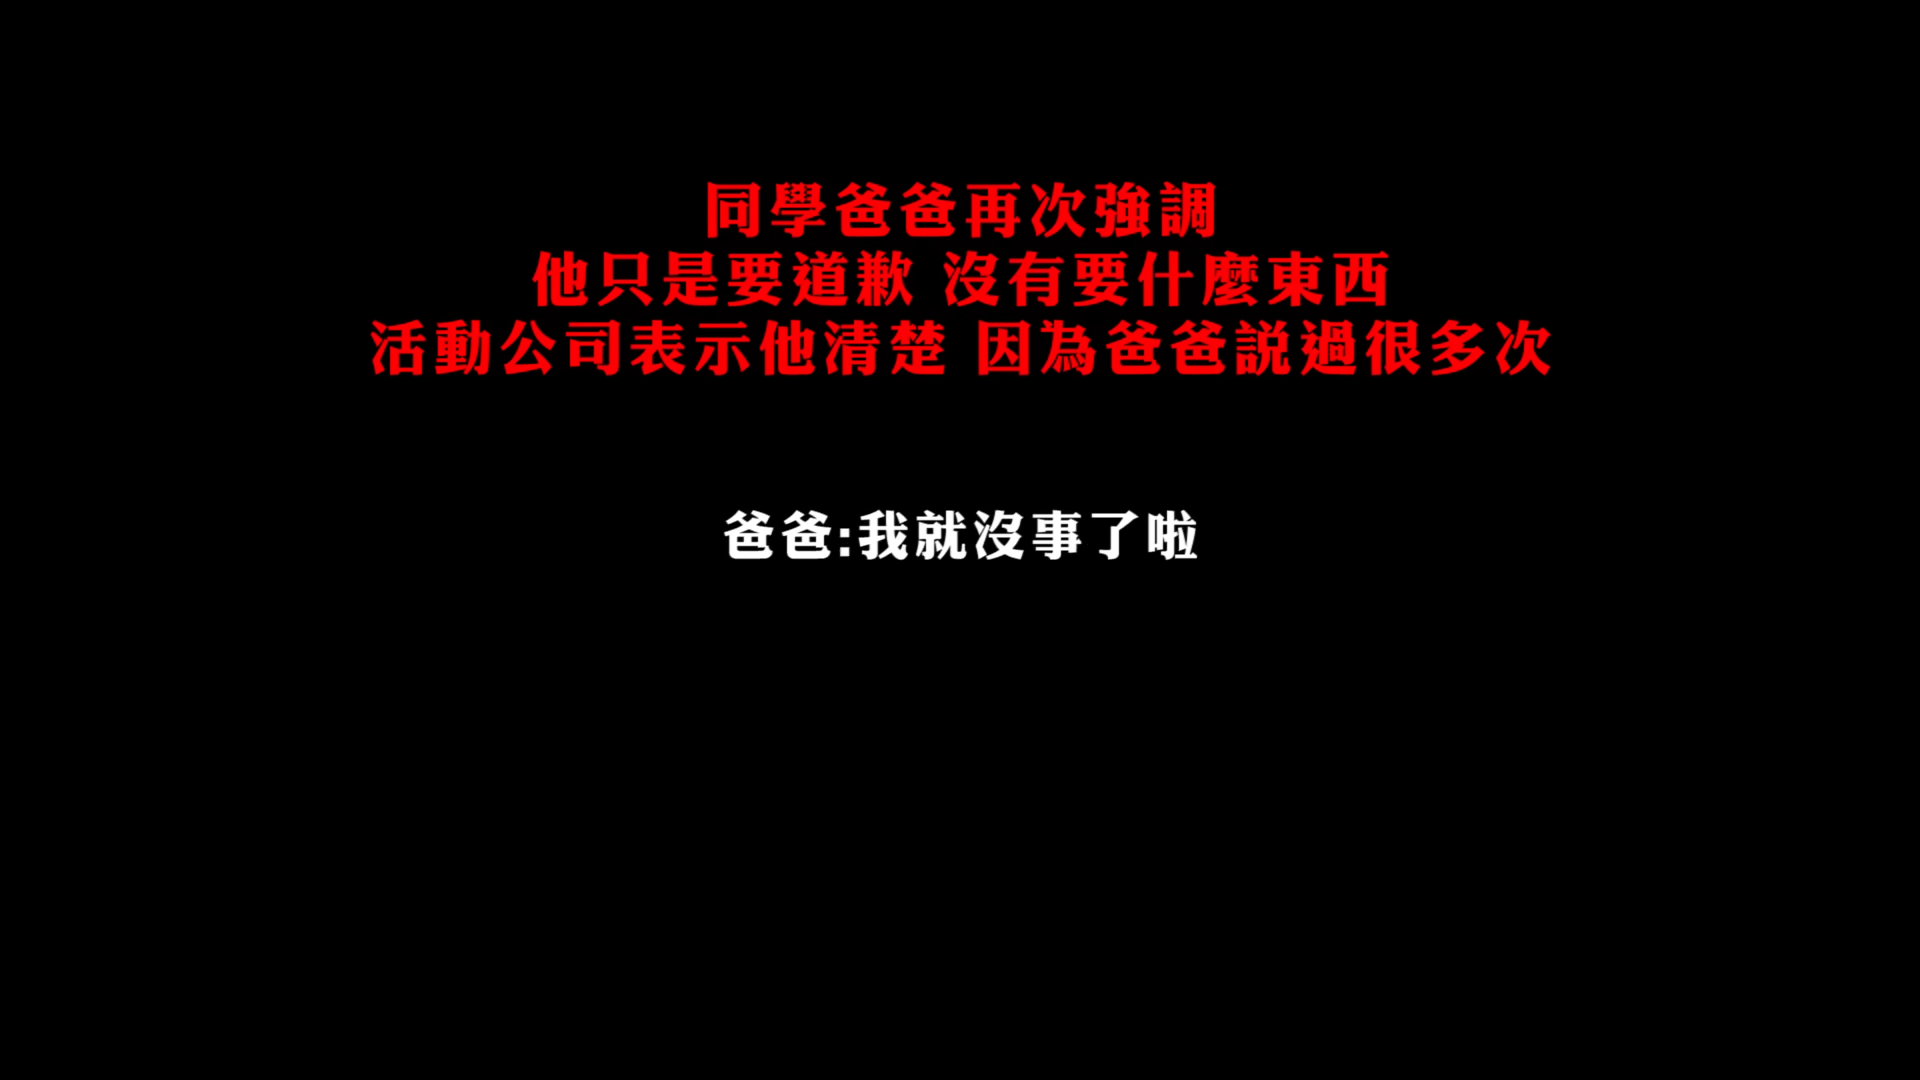 同學爸爸再次強調
他只是要道歉 沒有要什麼東西
活動公司表示他清楚 因為爸爸説過很多次
爸爸:我就沒事了啦